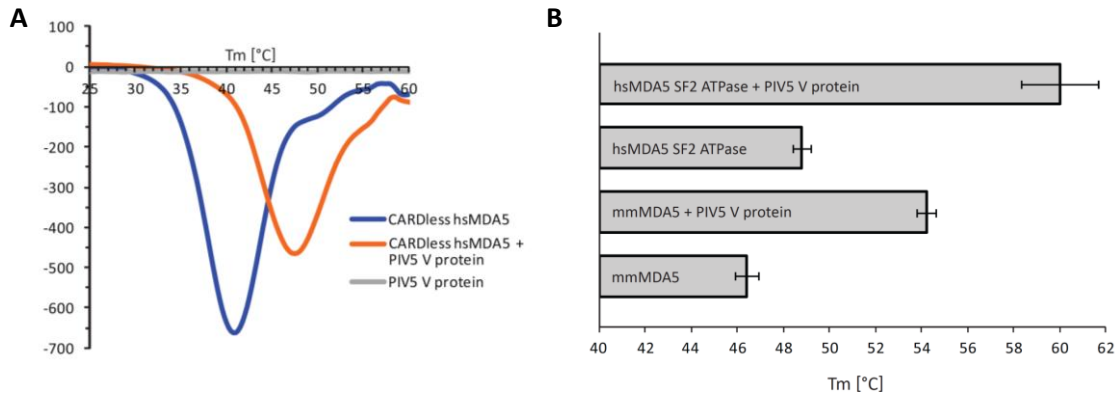 A
100
Tm [°C]
0
25 30 35 40 45 50 55 60
-100
-200
-300
-400
-500
-600
-700
CARDless hsMDA5
CARDless hsMDA5 +
PIV5 V protein
PIV5 V protein
B
hsMDA5 SF2 ATPase + PIV5 V protein
hsMDA5 SF2 ATPase
mmMDA5 + PIV5 V protein
mmMDA5
40 42 44 46 48 50 52 54 56 58 60 62
Tm [°C]